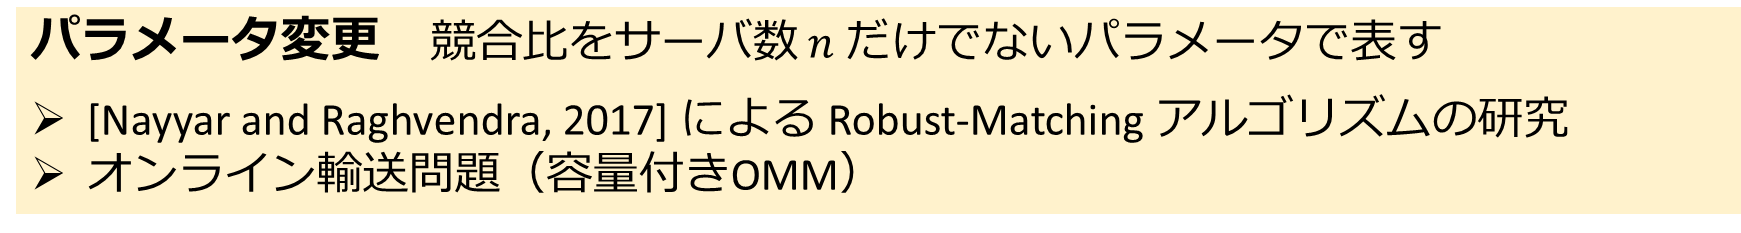 パラメータ変更 競合比をサーバ数 n だけでないパラメータで表す
➢ [Nayyar and Raghvendra, 2017] による Robust-Matching アルゴリズムの研究
➢ オンライン輸送問題（容量付きOMM）